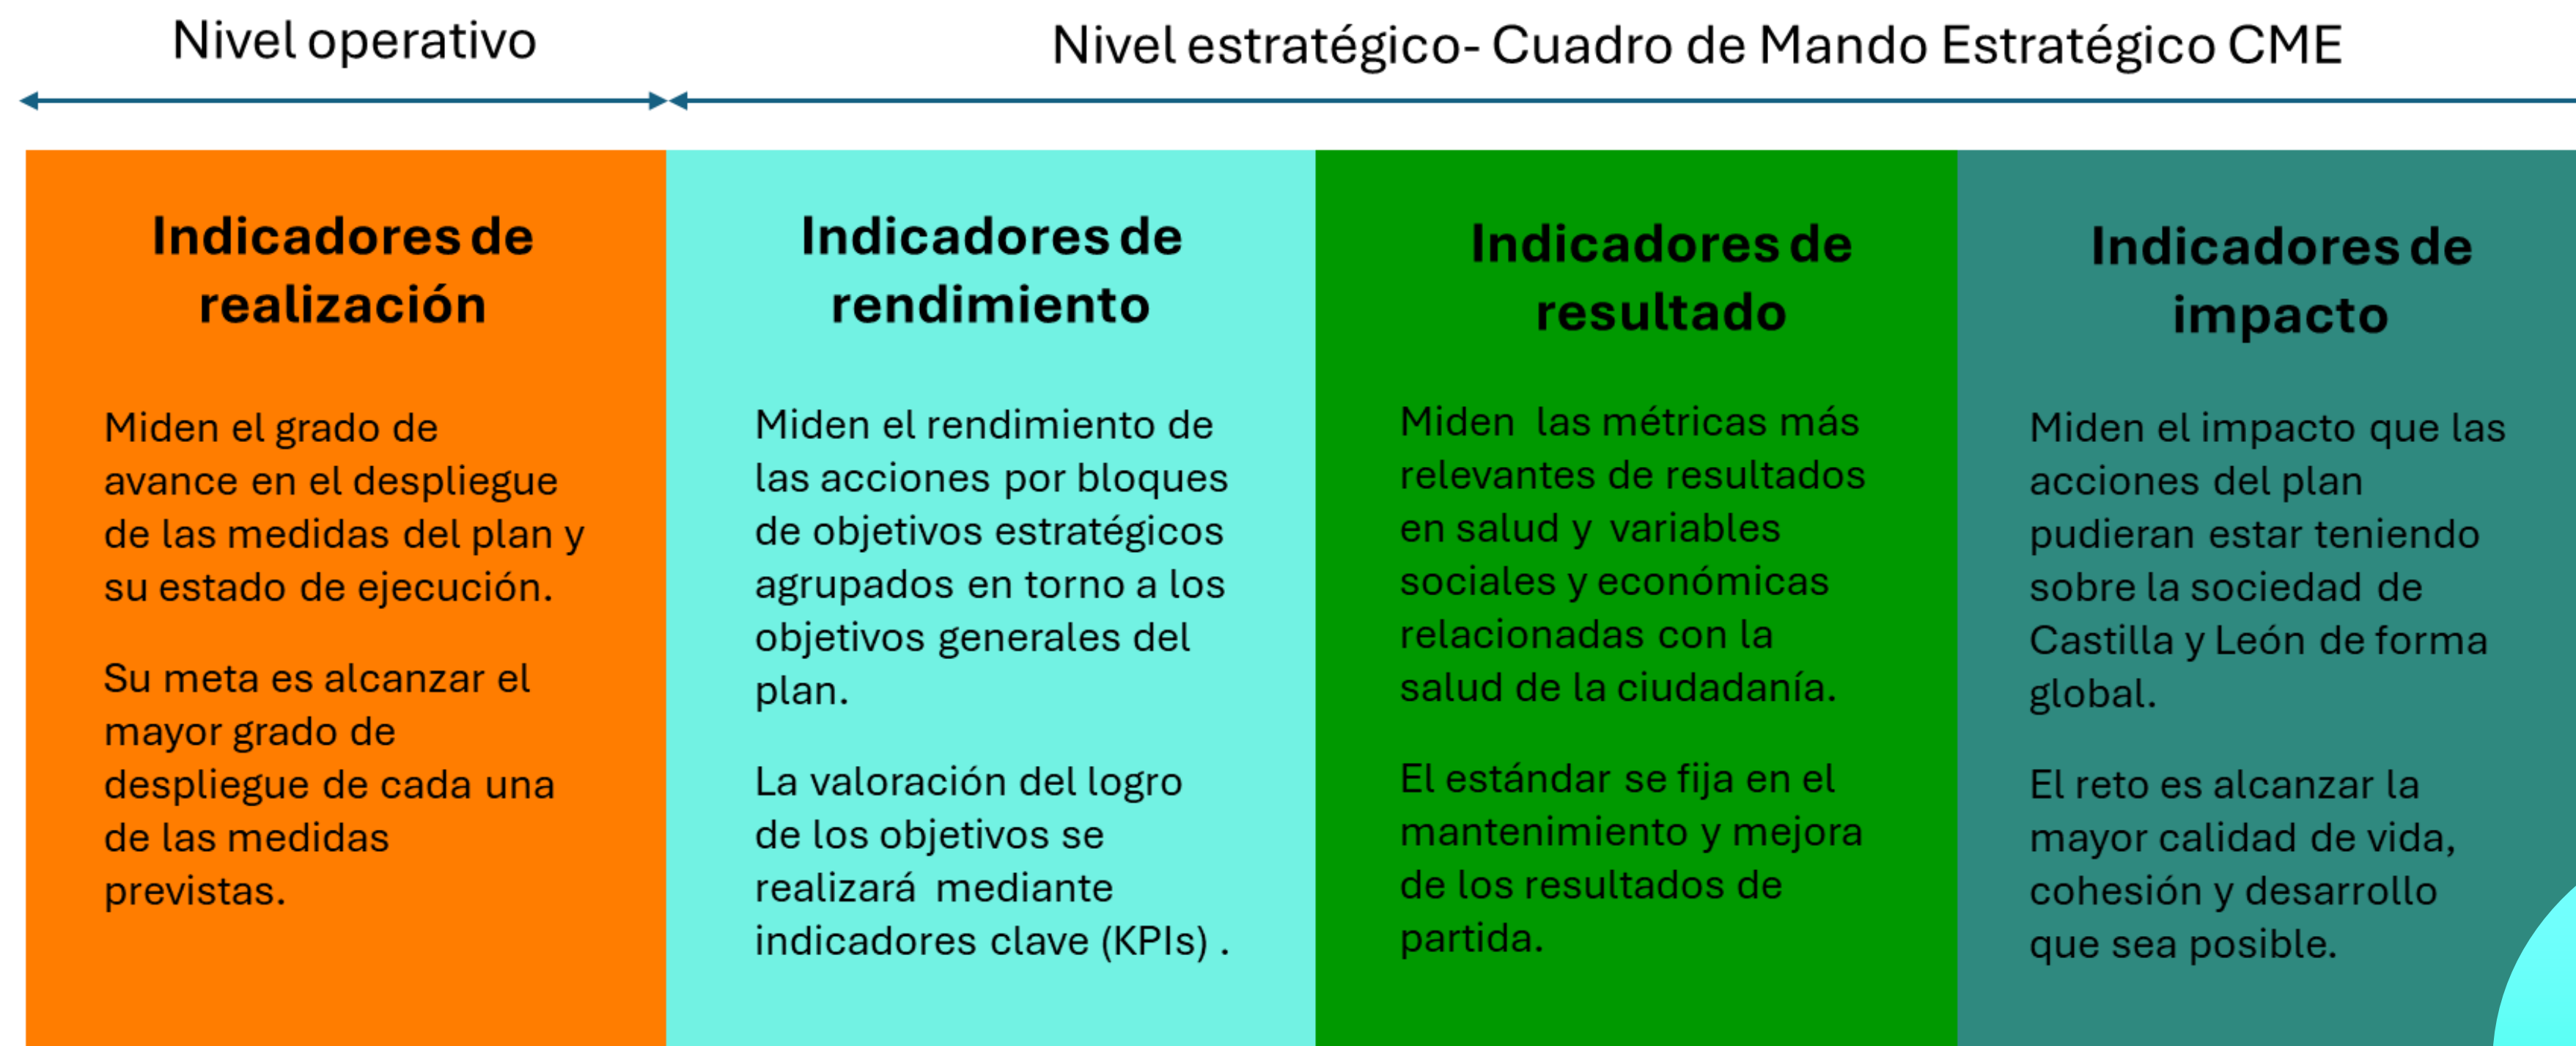 Nivel operativo
Nivel estratégico- Cuadro de Mando Estratégico CME
Indicadores de
realización
Miden el grado de
avance en el despliegue
de las medidas del plan y
su estado de ejecución.
Su meta es alcanzar el
mayor grado de
despliegue de cada una
de las medidas
previstas.
Indicadores de
rendimiento
Miden el rendimiento de
las acciones por bloques
de objetivos estratégicos
agrupados en torno a los
objetivos generales del
plan.
La valoración del logro
de los objetivos se
realizará mediante
indicadores clave (KPIs) .
Indicadores de
resultado
Miden las métricas más
relevantes de resultados
en salud y variables
sociales y económicas
relacionadas con la
salud de la ciudadanía.
El estándar se fija en el
mantenimiento y mejora
de los resultados de
partida.
Indicadores de
impacto
Miden el impacto que las
acciones del plan
pudieran estar teniendo
sobre la sociedad de
Castilla y León de forma
global.
El reto es alcanzar la
mayor calidad de vida,
cohesión y desarrollo
que sea posible.